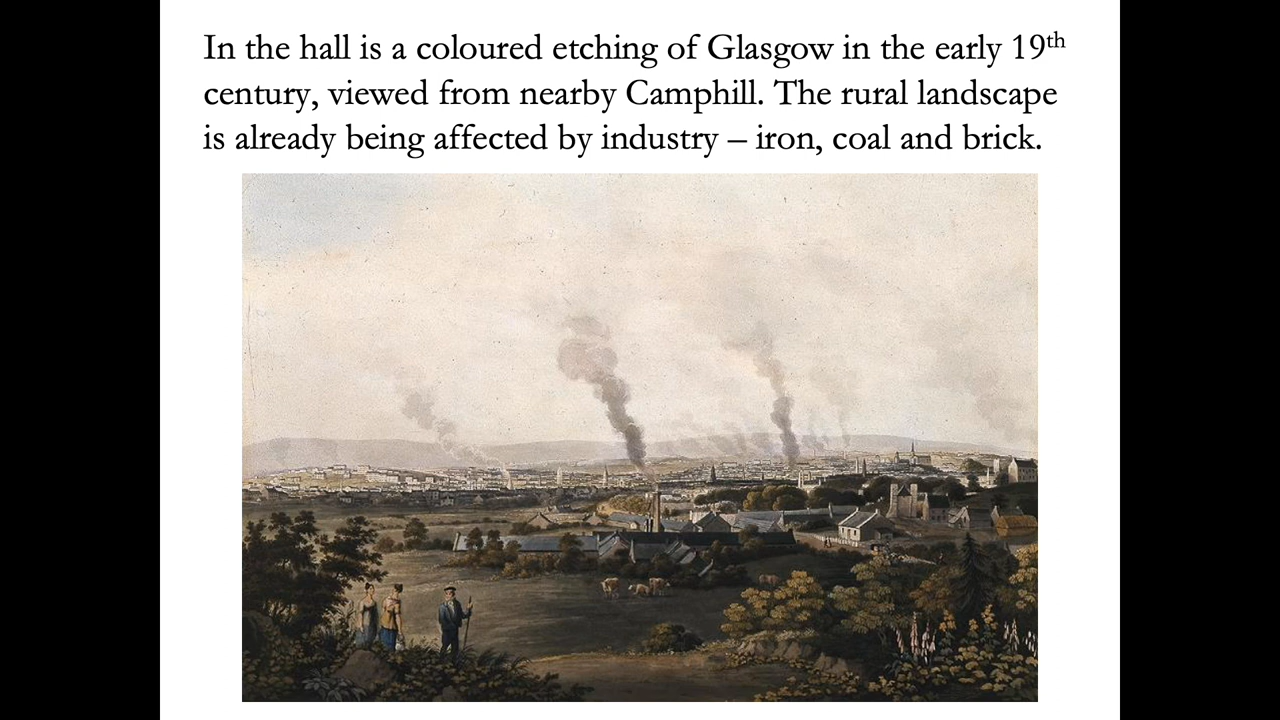 In the hall is a coloured etching of Glasgow in the early 19th
century, viewed from nearby Camphill. The rural landscape
is already being affected by industry – iron, coal and brick.